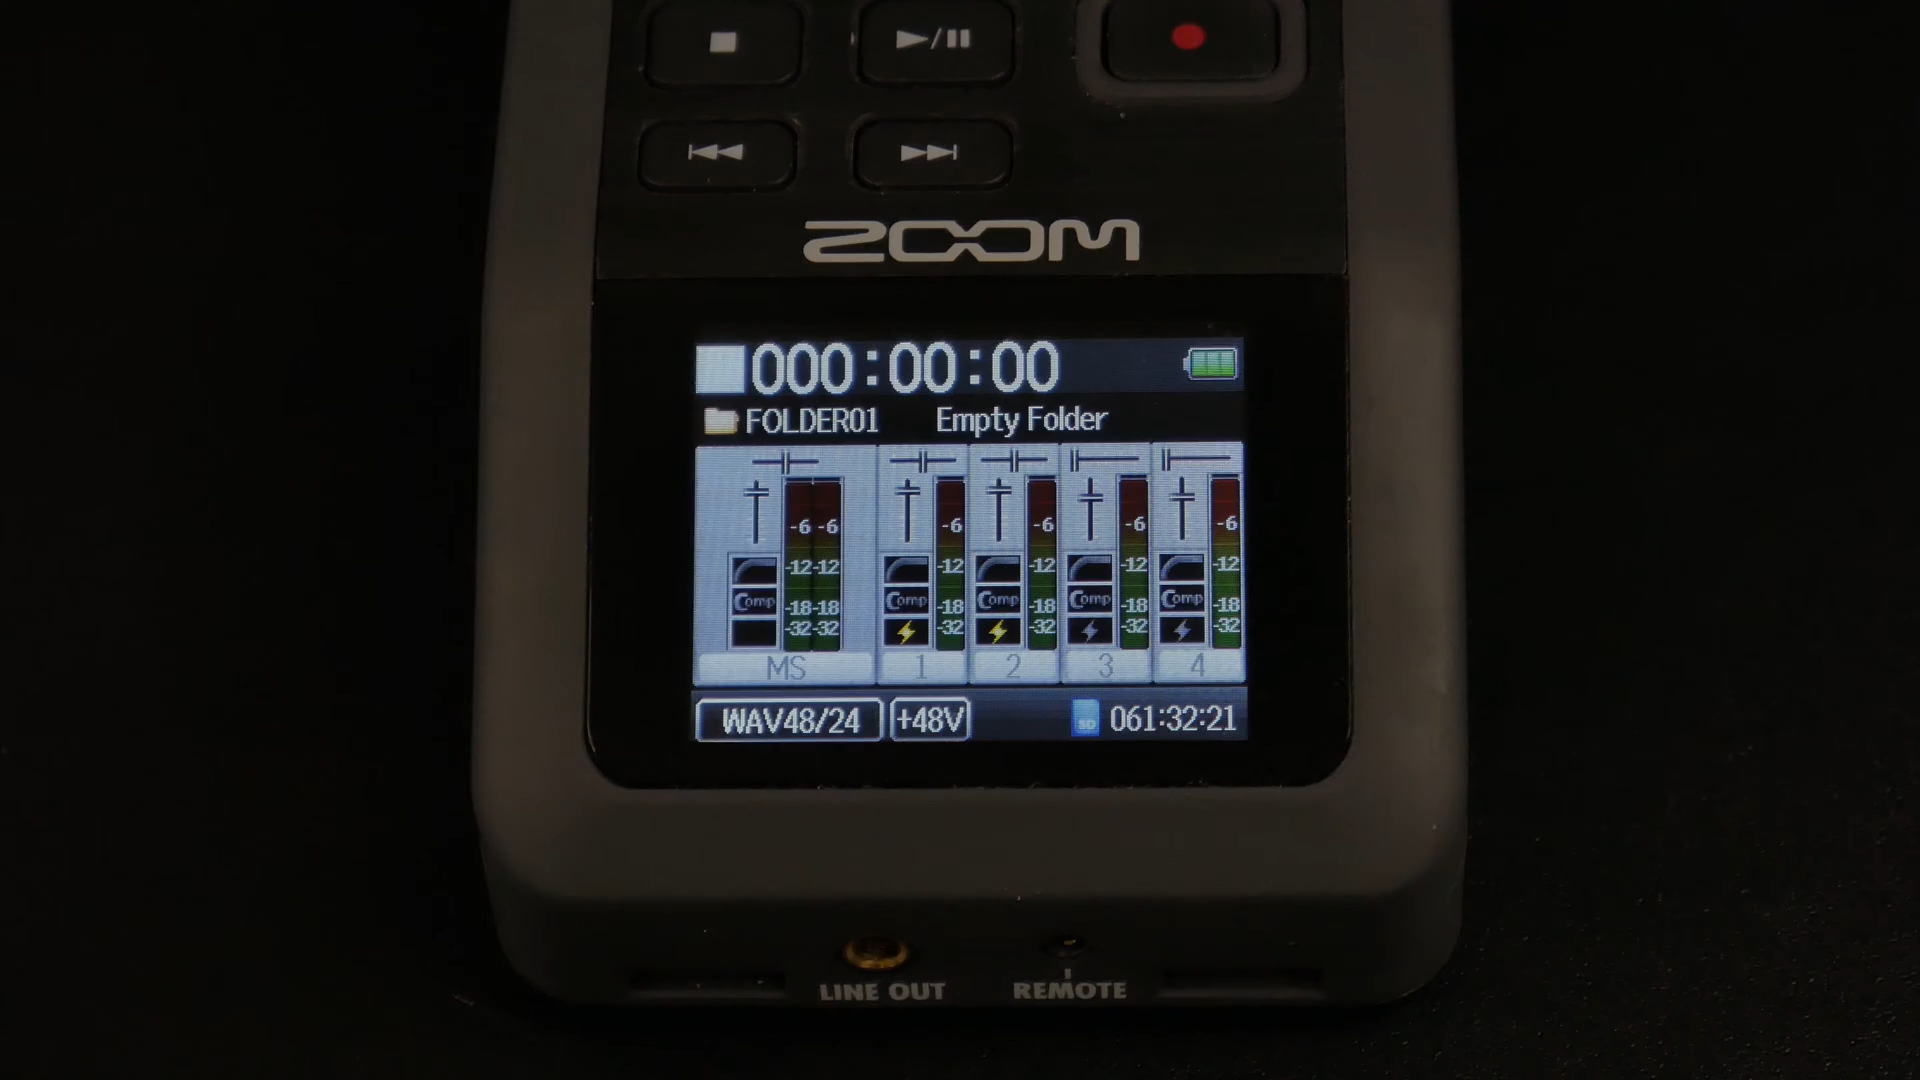 ZOOM
000:00:00
FOLDER01 Empty Folder
-6 -6 -6 -6 -6 -6
-12 -12 -12 -12 -12 -12
Comp Comp Comp Comp Comp
-18 -18 -18 -18 -18 -18
-32 -32 -32 -32 -32 -32
MS 1 2 3 4
WAV48/24 +48V SD 061:32:21
LINE OUT REMOTE